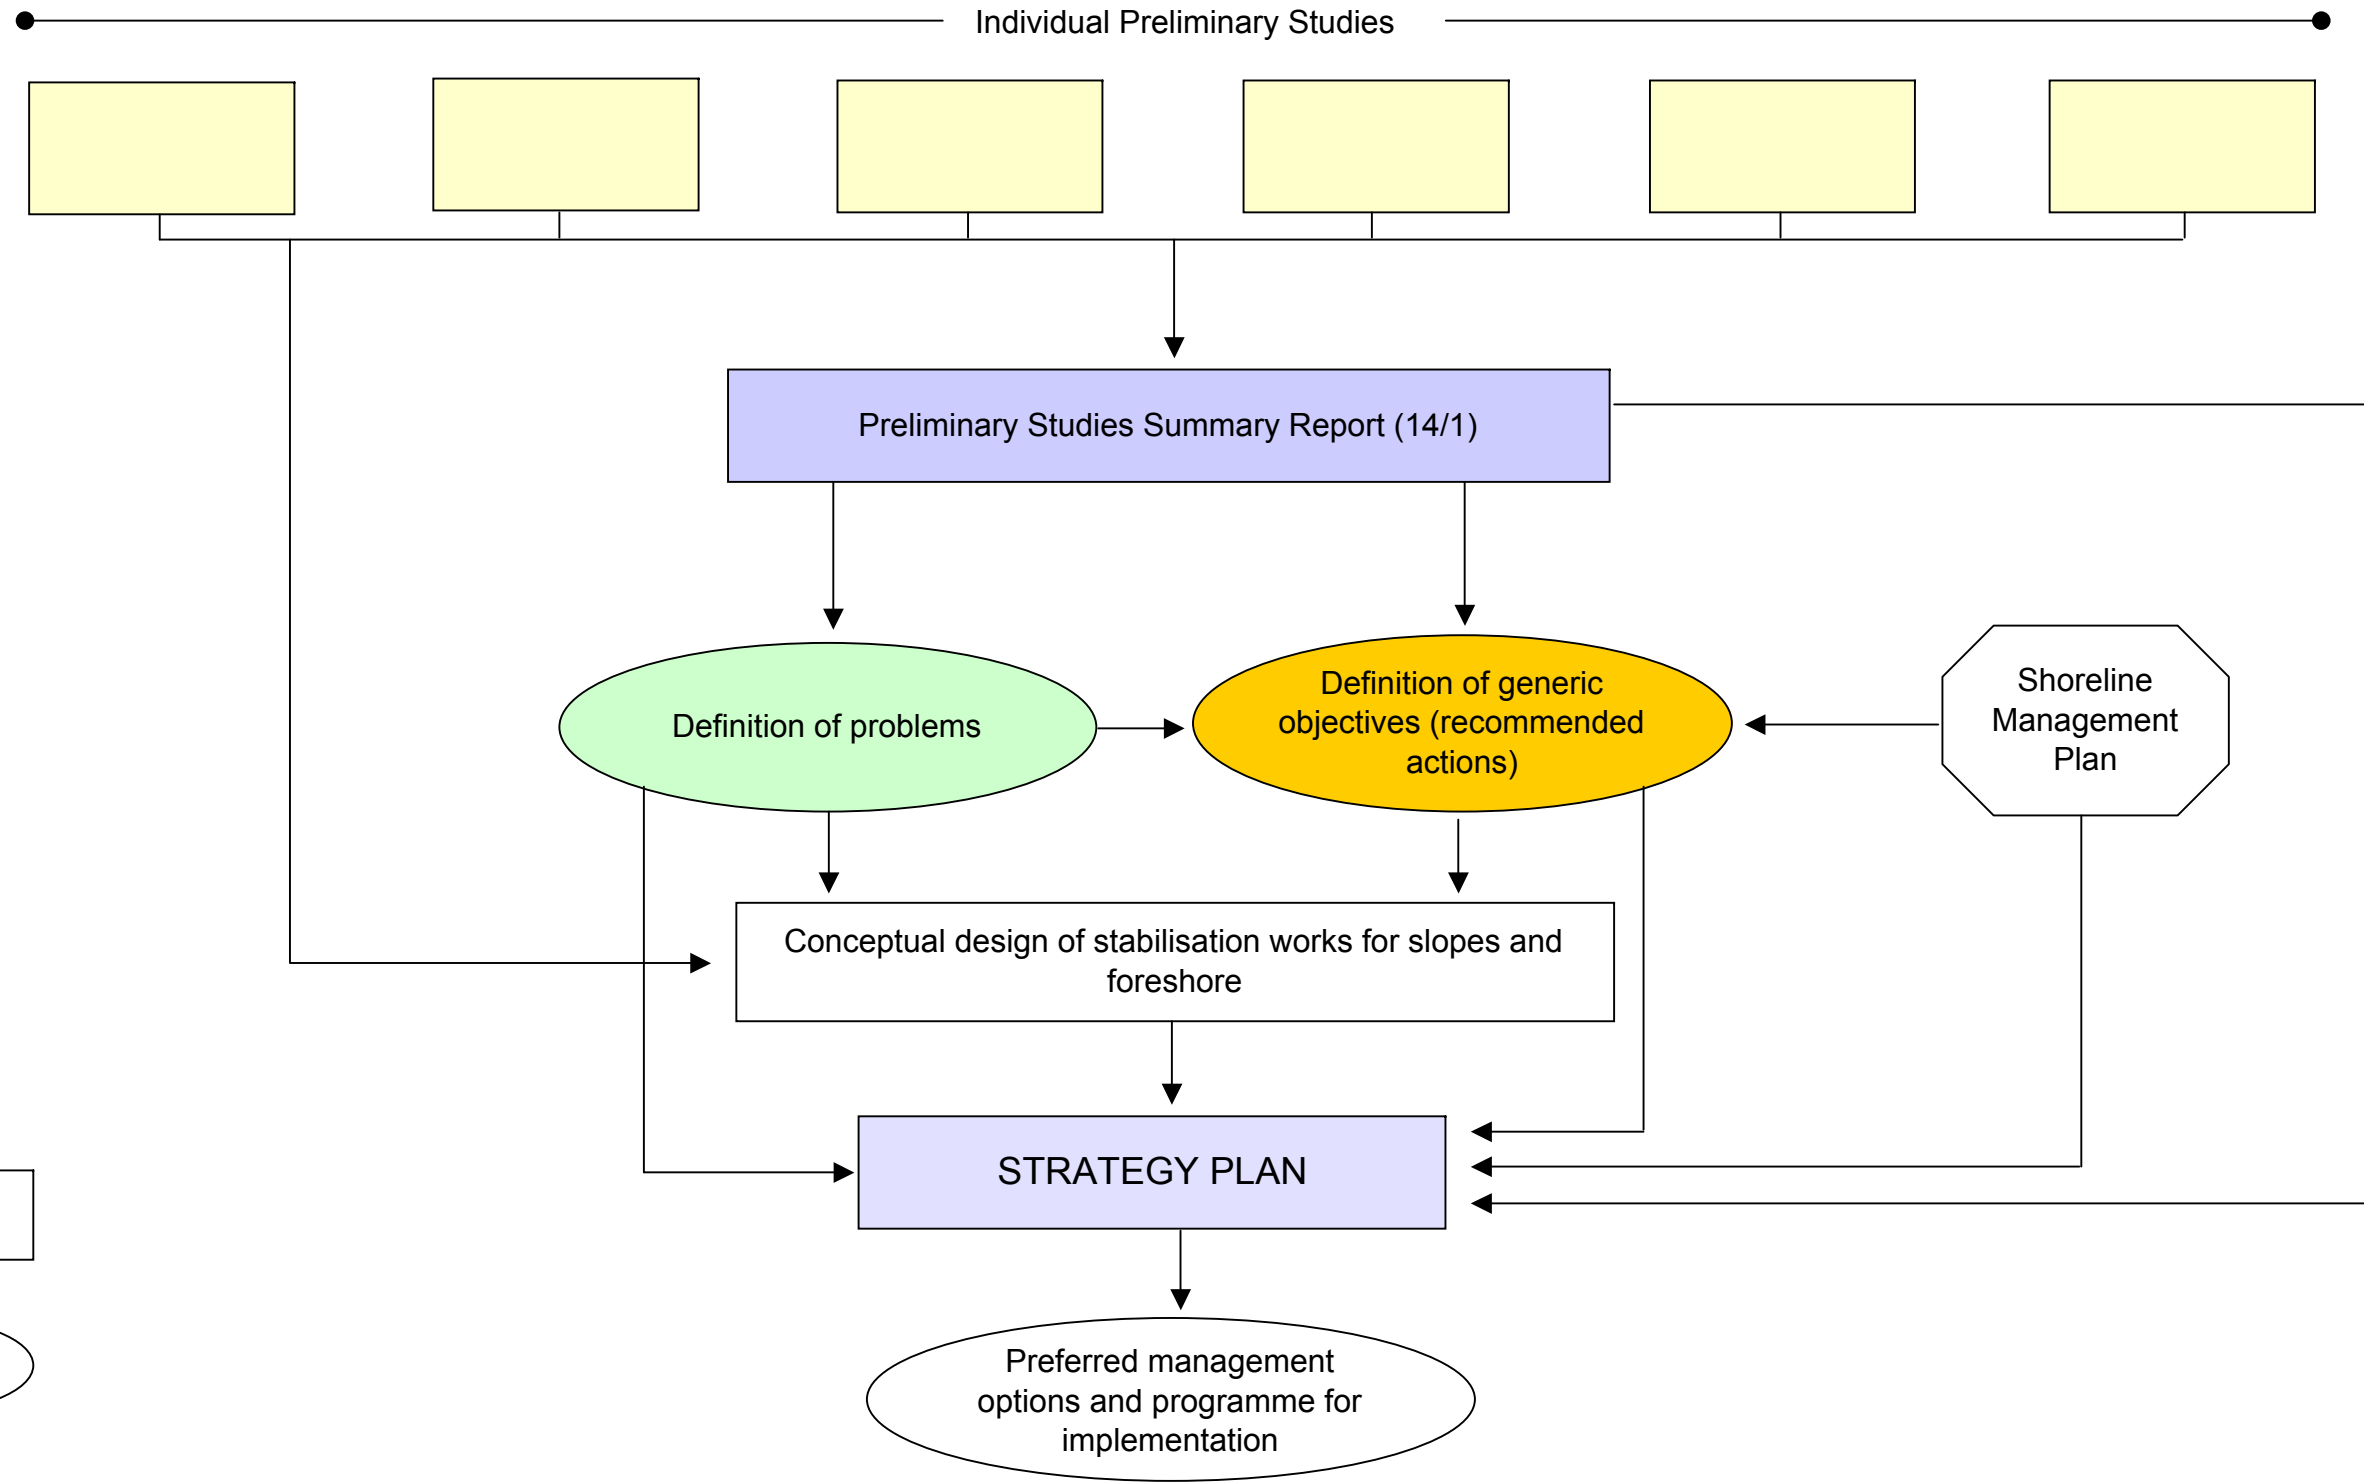 Individual Preliminary Studies
Preliminary Studies Summary Report (14/1)
Definition of problems
Definition of generic
objectives (recommended
actions)
Shoreline
Management
Plan
Conceptual design of stabilisation works for slopes and
foreshore
STRATEGY PLAN
Preferred management
options and programme for
implementation